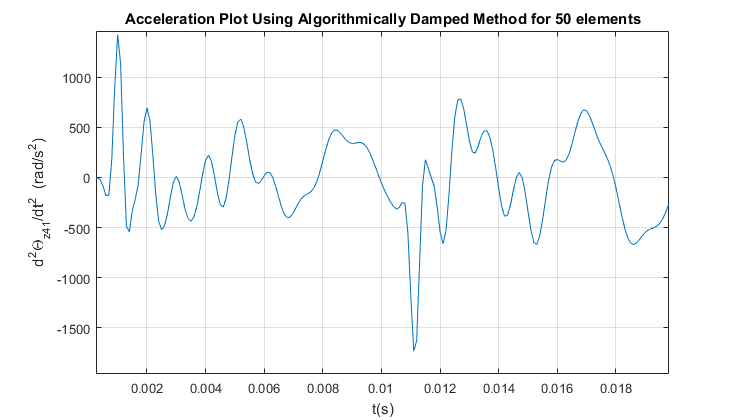 Acceleration Plot Using Algorithmically Damped Method for 50 elements
d²Θz41/dt² (rad/s²)
1000
500
0
-500
-1000
-1500
0.002 0.004 0.006 0.008 0.01 0.012 0.014 0.016 0.018
t(s)